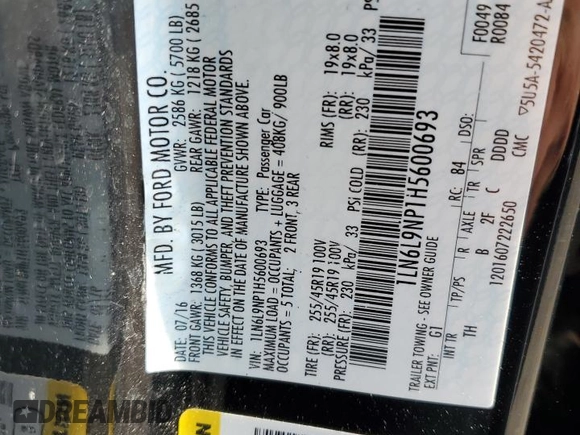 MFD. BY FORD MOTOR CO.
DATE: 07/16 GVWR: 2586 KG ( 5700 LB)
FRONT GAWR: 1368 KG ( 3015 LB) REAR GAWR: 1218 KG ( 2685
THIS VEHICLE CONFORMS TO ALL APPLICABLE FEDERAL MOTOR
VEHICLE SAFETY, BUMPER, AND THEFT PREVENTION STANDARDS
IN EFFECT ON THE DATE OF MANUFACTURE SHOWN ABOVE.
VIN: 1LN6L9NP1H5600693 TYPE: Passenger Car
MAXIMUM LOAD = OCCUPANTS + LUGGAGE = 408KG/ 900LB
OCCUPANTS = 5 TOTAL: 2 FRONT, 3 REAR
TIRE (FR): 255/45R19 100V RIMS (FR): 19x8.0
TIRE (RR): 255/45R19 100V (RR): 19x8.0
PSI COLD (FR): 230 kPa/ 33 PSI COLD (RR): 230 kPa/ 33 PS
1LN6L9NP1H5600693
TRAILER TOWING - SEE OWNER GUIDE
EXT PNT: G1 RC: 84 DSO: F0049
INT TR TP/PS R AXLE TR SPR R0084
TH B 2F C DDDD
1201607222650 CMC ▽5U5A-5420472-A
DREAMBID